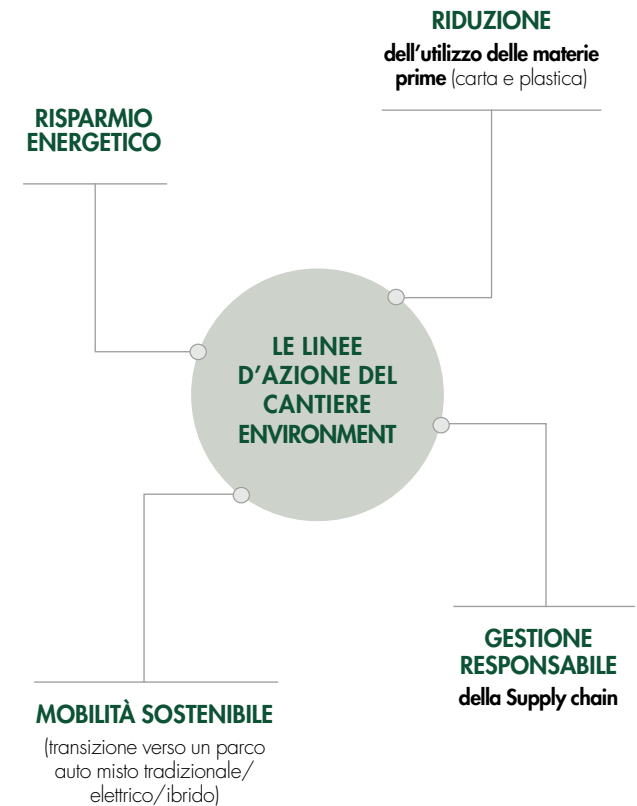 RIDUZIONE
dell'utilizzo delle materie
prime (carta e plastica)
RISPARMIO
ENERGETICO
LE LINEE
D'AZIONE DEL
CANTIERE
ENVIRONMENT
GESTIONE
RESPONSABILE
della Supply chain
MOBILITÀ SOSTENIBILE
(transizione verso un parco
auto misto tradizionale/
elettrico/ibrido)